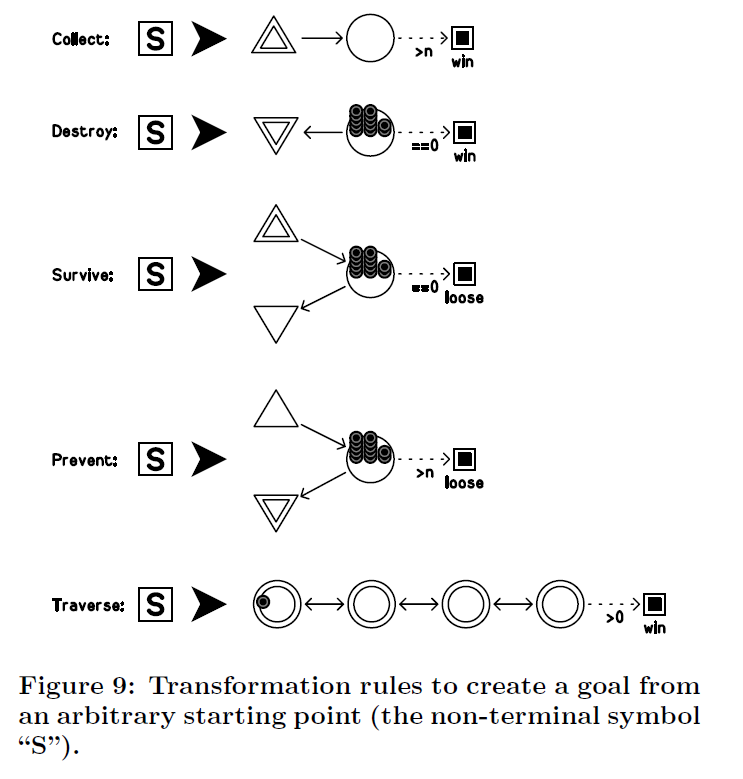 Collect: S >n win
Destroy: S ==0 win
Survive: S ==0 loose
Prevent: S >n loose
Traverse: S >0 win
Figure 9: Transformation rules to create a goal from
an arbitrary starting point (the non-terminal symbol
“S”).